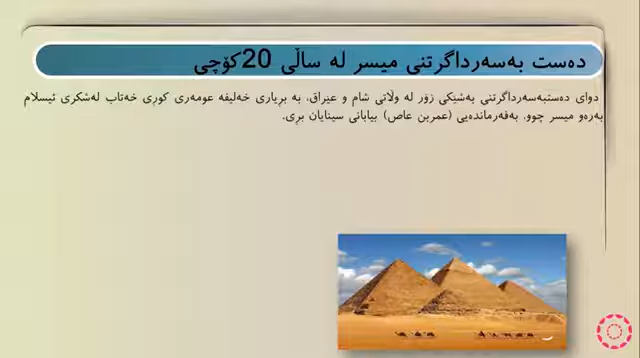 دەست بەسەرداگرتنی میسر لە ساڵی 20کۆچی
دوای دەستبەسەرداگرتنی بەشێکی زۆر لە وڵاتی شام و عێراق، بە بڕیاری خەلیفە عومەری کوڕی خەتاب لەشکری ئیسلام
بەرەو میسر چوو، بەفەرماندەیی (عمربن عاص) بیابانی سینایان بڕی.